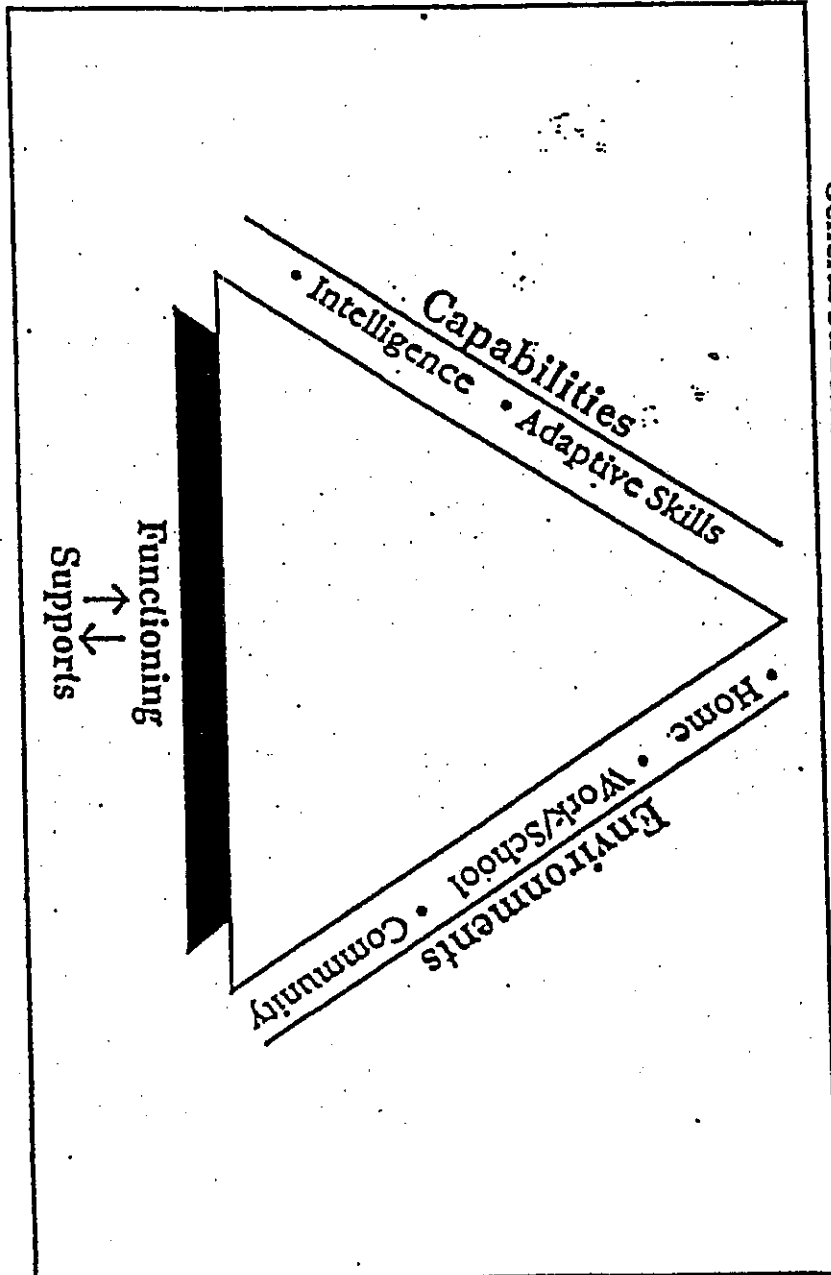 Capabilities
• Intelligence • Adaptive Skills
• Home • Work/School • Community
Environments
Functioning
↑↓
Supports